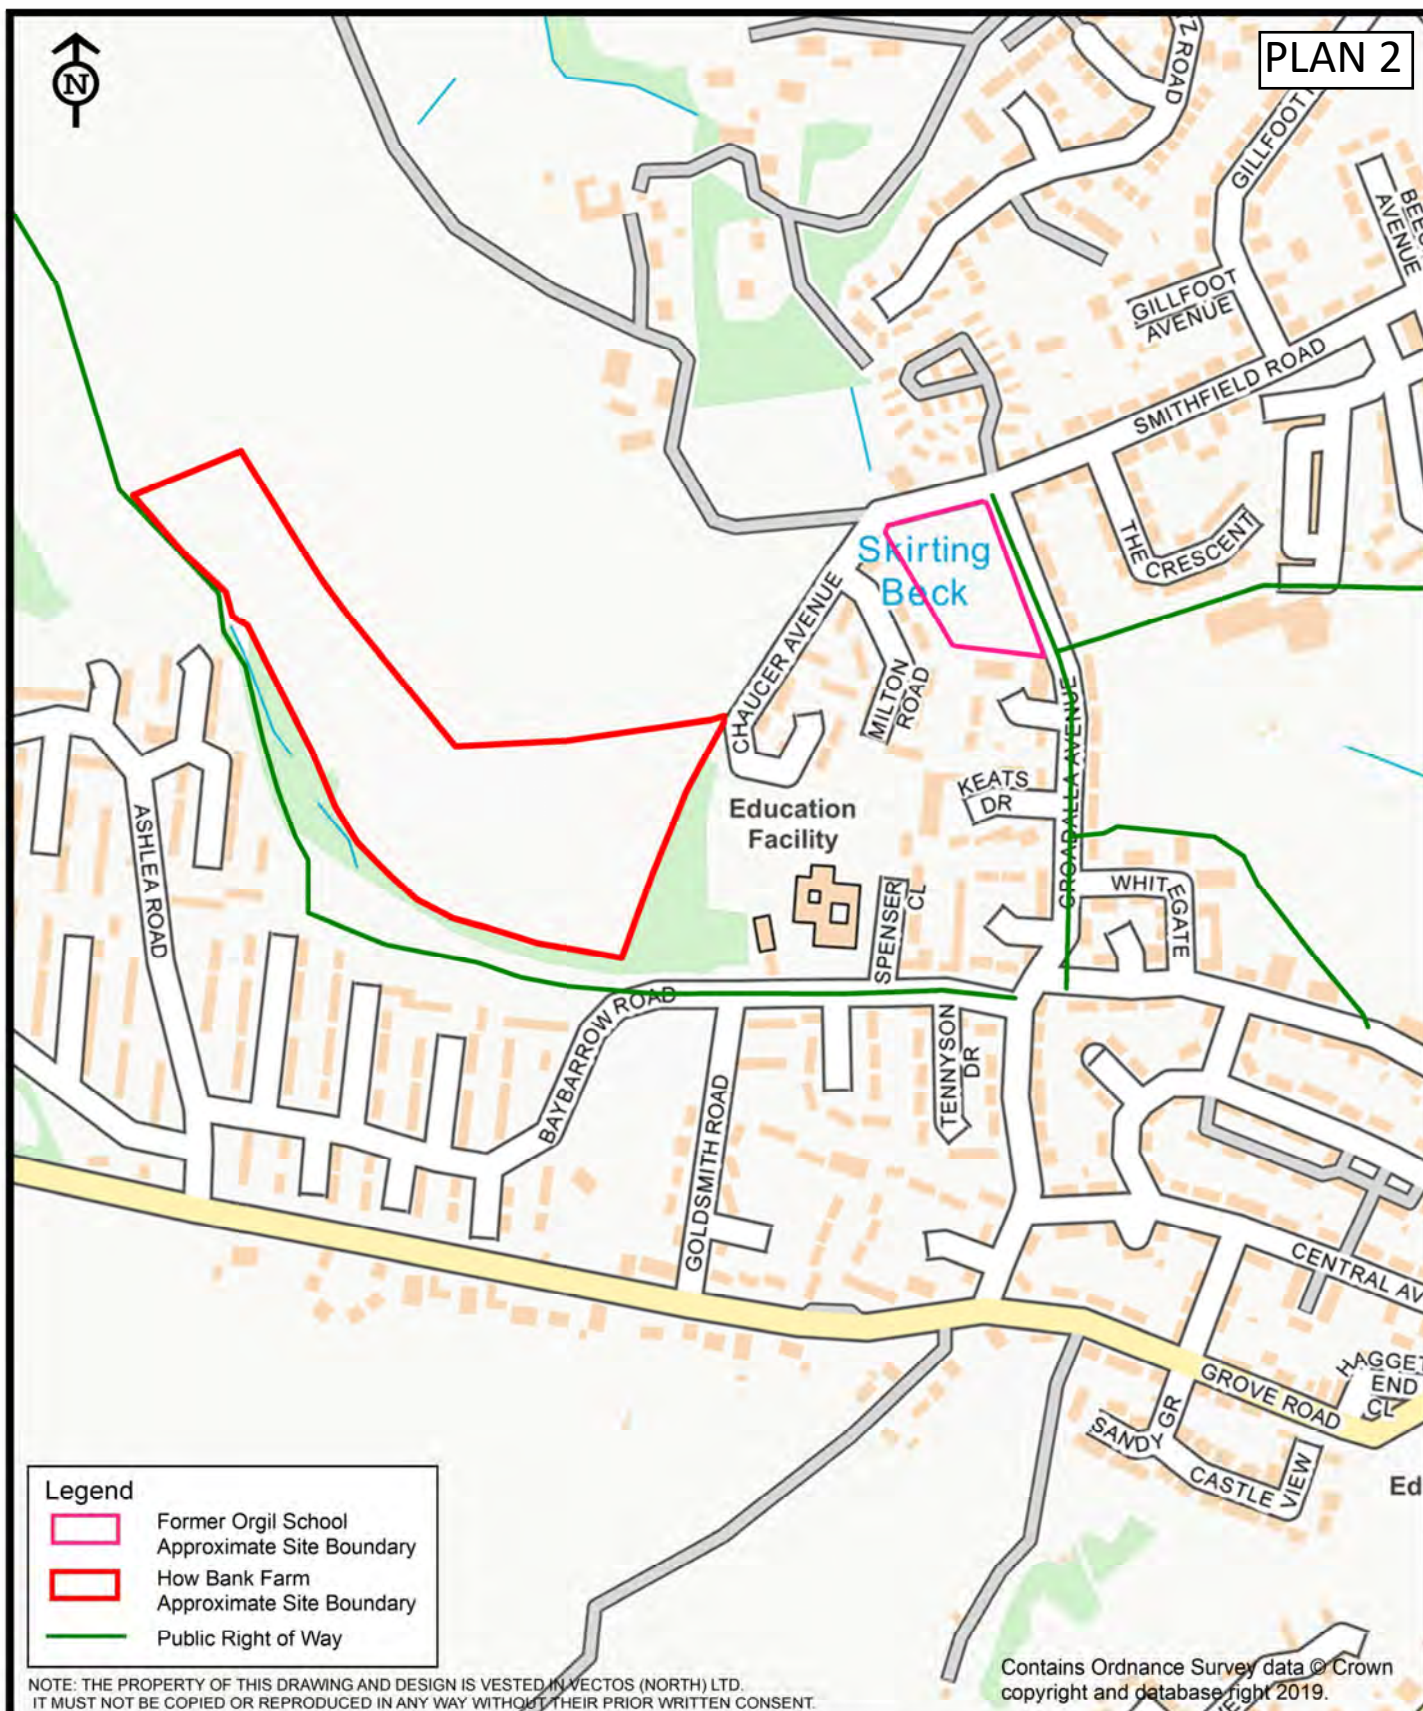 N
PLAN 2
Z ROAD
GILLFOOT
BEE
AVENUE
GILLFOOT
AVENUE
SMITHFIELD ROAD
THE
CRESCENT
Skirting
Beck
CHAUCER AVENUE
MILTON
ROAD
CROADALLA AVENUE
KEATS
DR
Education
Facility
WHITEGATE
SPENSER
CL
ASHLEA ROAD
BAYBARROW ROAD
TENNYSON
DR
GOLDSMITH ROAD
CENTRAL AV
HAGGET
END
CL
GROVE ROAD
SANDY GR
CASTLE VIEW
Ed
Legend
Former Orgil School
Approximate Site Boundary
How Bank Farm
Approximate Site Boundary
Public Right of Way
NOTE: THE PROPERTY OF THIS DRAWING AND DESIGN IS VESTED IN VECTOS (NORTH) LTD.
IT MUST NOT BE COPIED OR REPRODUCED IN ANY WAY WITHOUT THEIR PRIOR WRITTEN CONSENT.
Contains Ordnance Survey data © Crown
copyright and database right 2019.